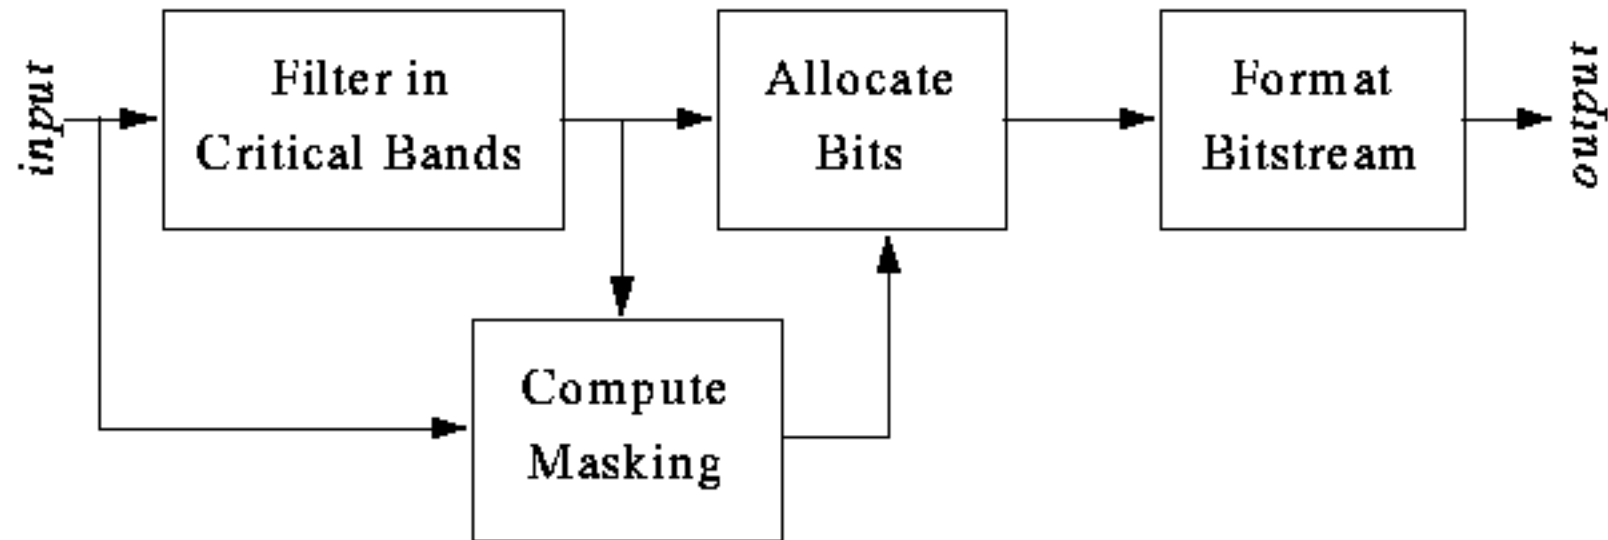 input
Filter in
Critical Bands
Allocate
Bits
Format
Bitstream
output
Compute
Masking